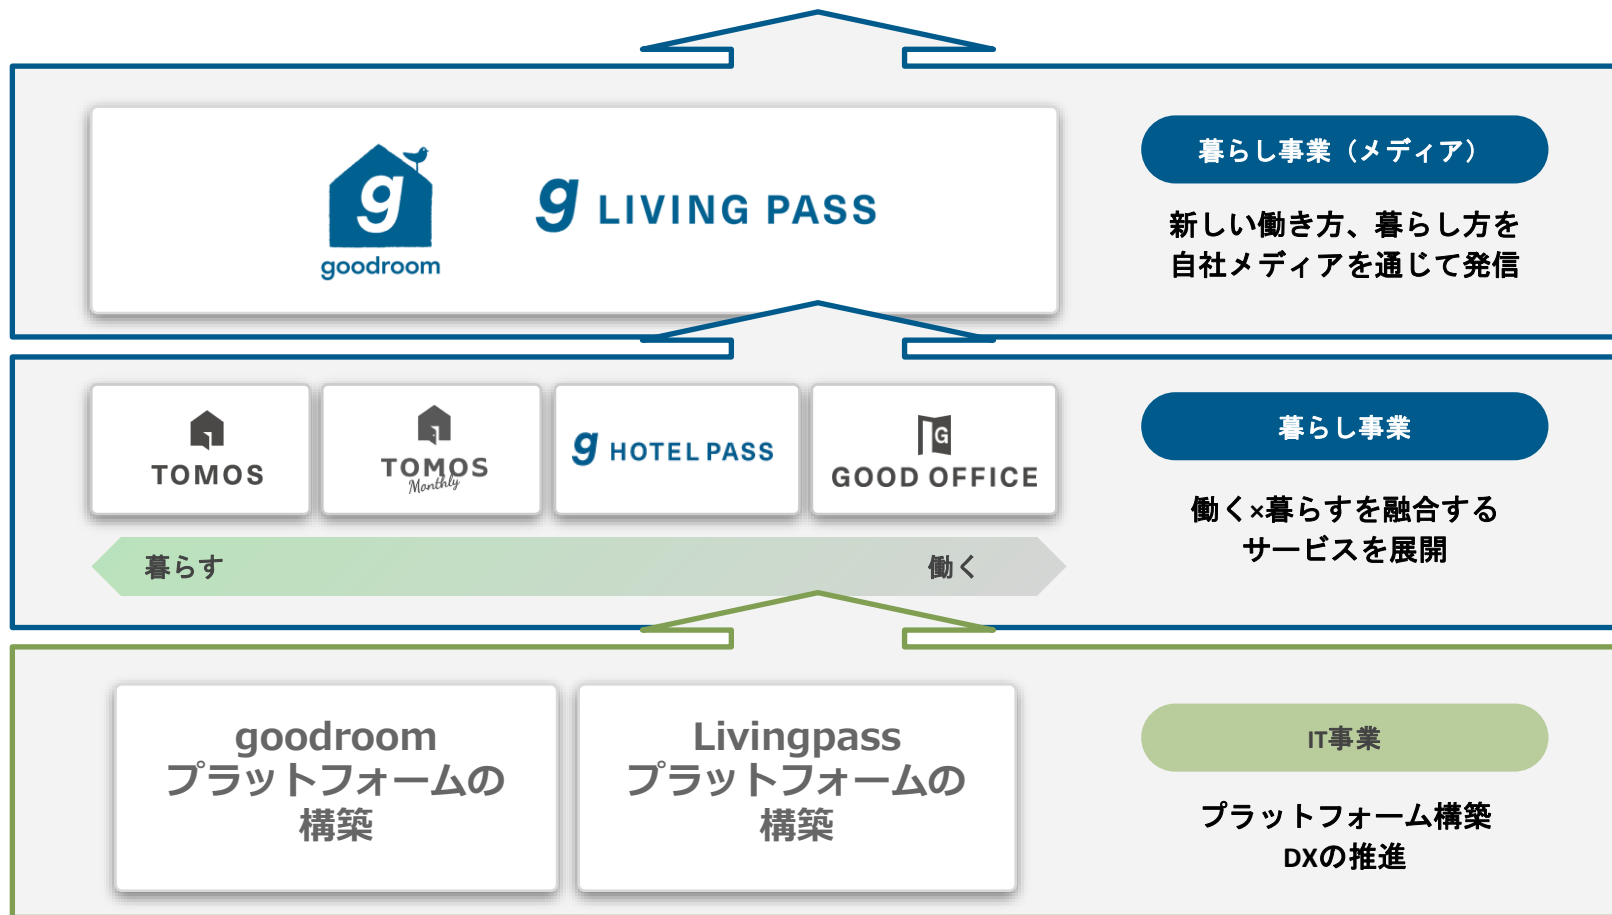 g
goodroom
g LIVING PASS
暮らし事業（メディア）
新しい働き方、暮らし方を
自社メディアを通じて発信
TOMOS
TOMOS
Monthly
g HOTEL PASS
G
GOOD OFFICE
暮らす
働く
暮らし事業
働く×暮らすを融合する
サービスを展開
goodroom
プラットフォームの
構築
Livingpass
プラットフォームの
構築
IT事業
プラットフォーム構築
DXの推進